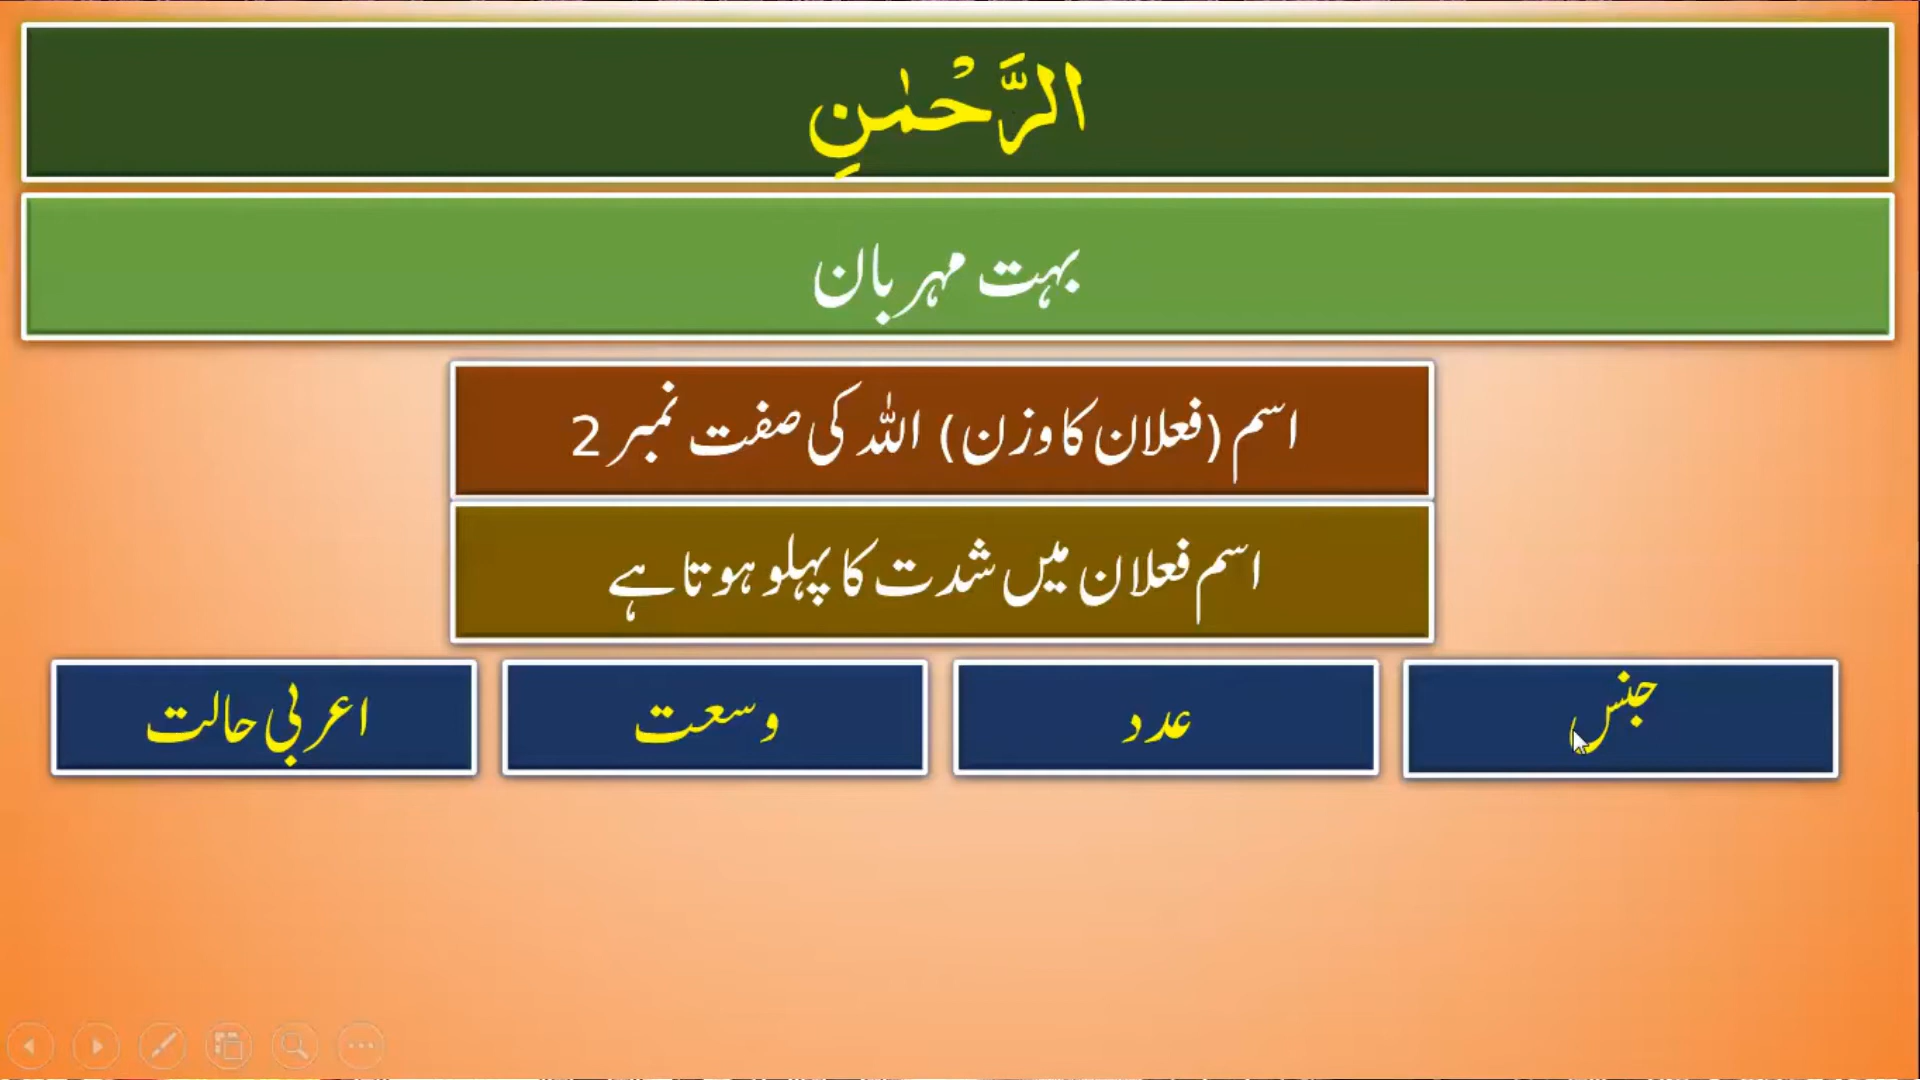 الرَّحْمٰنِ
بہت مہربان
اسم (فعلان کا وزن) اللہ کی صفت نمبر 2
اسم فعلان میں شدت کا پہلو ہوتا ہے
جنس
عدد
وسعت
اعربی حالت